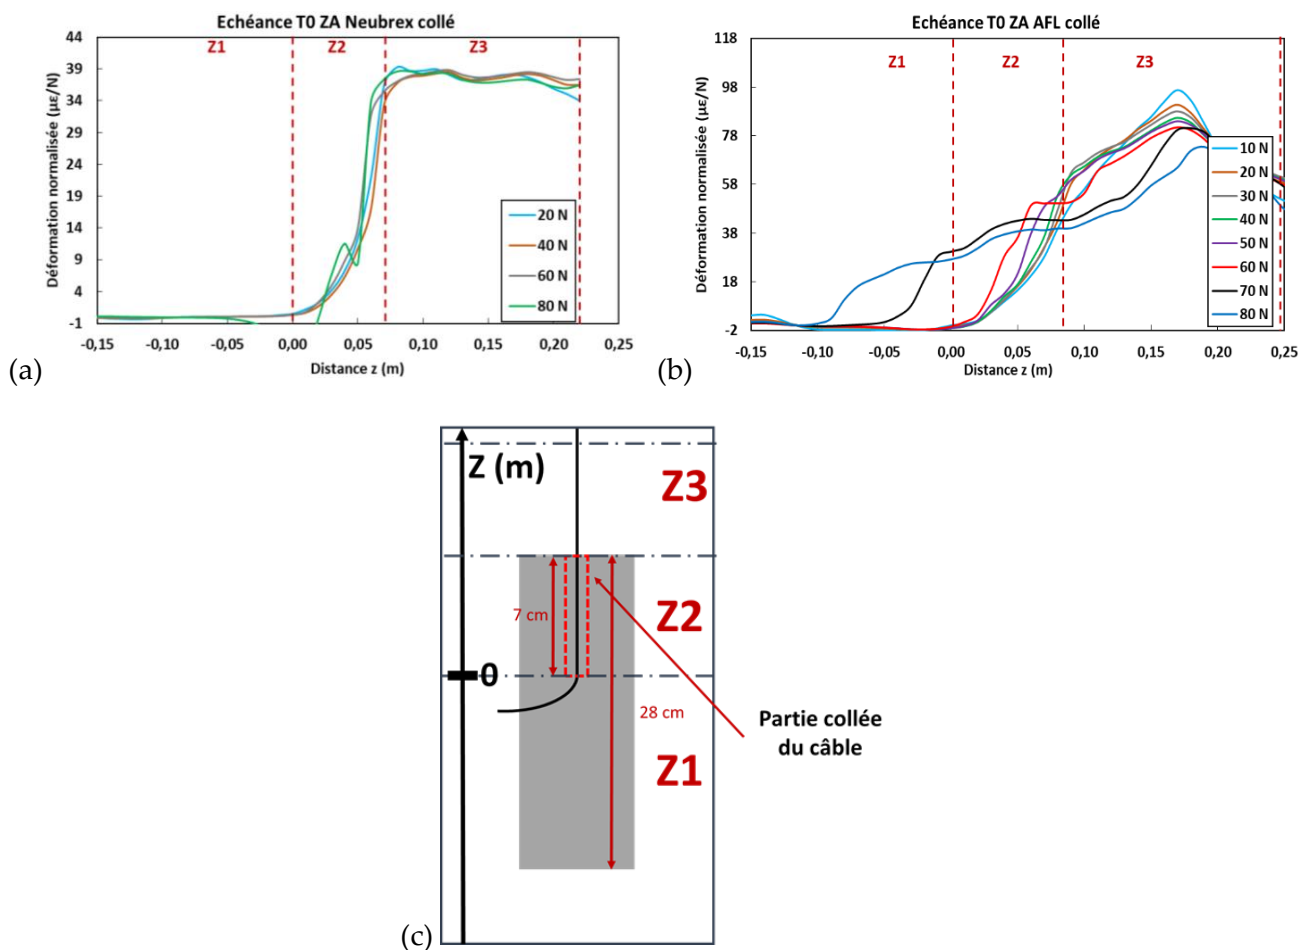 Echéance T0 ZA Neubrex collé
44
39
34
29
24
19
14
9
4
-1
Déformation normalisée (µε/N)
Z1
Z2
Z3
20 N
40 N
60 N
80 N
-0,15
-0,10
-0,05
0,00
0,05
0,10
0,15
0,20
0,25
Distance z (m)
(a)
Echéance T0 ZA AFL collé
118
98
78
58
38
18
-2
Déformation normalisée (µε/N)
Z1
Z2
Z3
10 N
20 N
30 N
40 N
50 N
60 N
70 N
80 N
-0,15
-0,10
-0,05
0,00
0,05
0,10
0,15
0,20
0,25
Distance z (m)
(b)
Z (m)
Z3
7 cm
Z2
0
28 cm
Partie collée
du câble
Z1
(c)